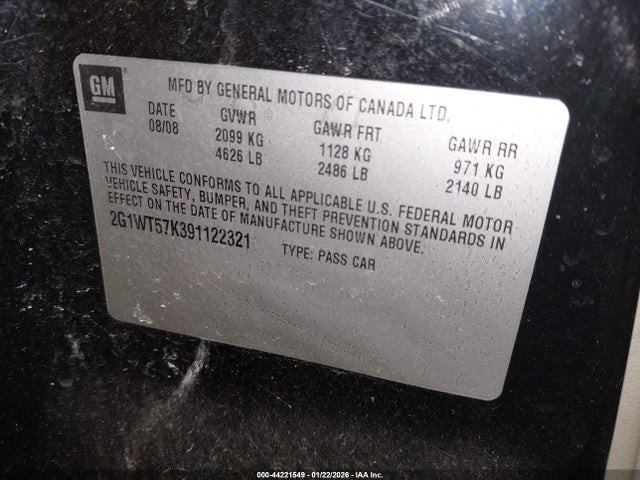 GM
MFD BY GENERAL MOTORS OF CANADA LTD.
DATE GVWR GAWR FRT GAWR RR
08/08 2099 KG 1128 KG 971 KG
4626 LB 2486 LB 2140 LB
THIS VEHICLE CONFORMS TO ALL APPLICABLE U.S. FEDERAL MOTOR
VEHICLE SAFETY, BUMPER, AND THEFT PREVENTION STANDARDS IN
EFFECT ON THE DATE OF MANUFACTURE SHOWN ABOVE.
2G1WT57K391122321 TYPE: PASS CAR
000-44221549 - 01/22/2026 - IAA Inc.